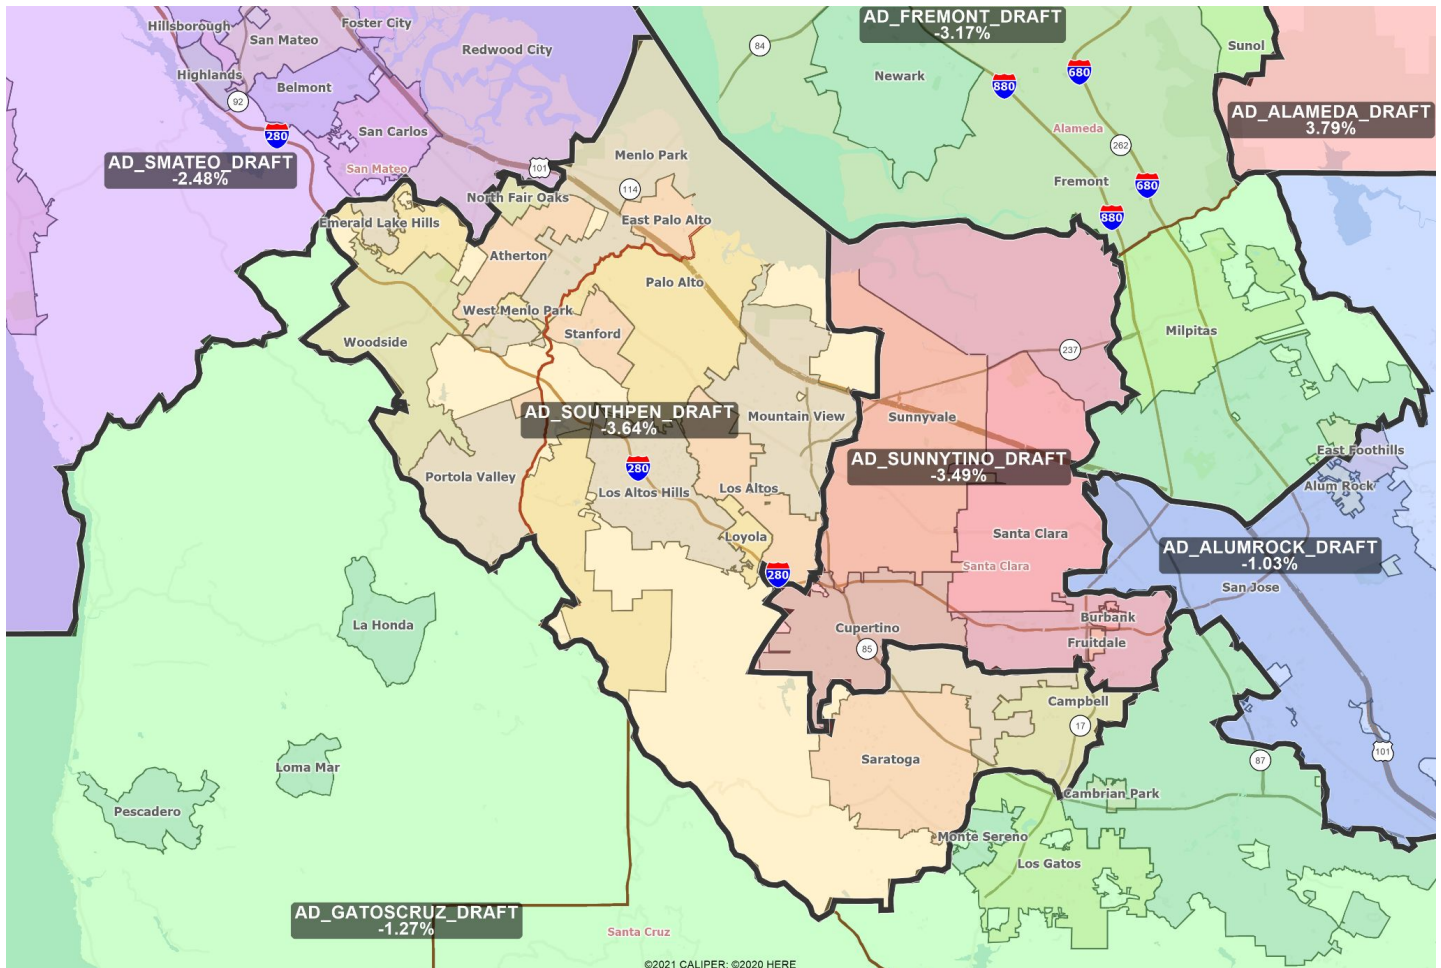 Hillsborough
Foster City
San Mateo
Redwood City
Highlands
Belmont
92
280
San Carlos
AD_SMATEO_DRAFT
-2.48%
San Mateo
101
AD_FREMONT_DRAFT
-3.17%
84
Newark
880
680
Sunol
Alameda
262
AD_ALAMEDA_DRAFT
3.79%
Fremont
680
880
Menlo Park
114
North Fair Oaks
East Palo Alto
Emerald Lake Hills
Atherton
Palo Alto
West Menlo Park
Stanford
Woodside
237
Milpitas
AD_SOUTHPEN_DRAFT
-3.64%
Mountain View
Sunnyvale
280
Portola Valley
Los Altos Hills
Los Altos
AD_SUNNYTINO_DRAFT
-3.49%
East Foothills
Alum Rock
Loyola
Santa Clara
Santa Clara
280
AD_ALUMROCK_DRAFT
-1.03%
San Jose
La Honda
Cupertino
85
Burbank
Fruitdale
Campbell
17
Saratoga
87
101
Loma Mar
Pescadero
Cambrian Park
Monte Sereno
Los Gatos
AD_GATOSCRUZ_DRAFT
-1.27%
Santa Cruz
©2021 CALIPER; ©2020 HERE